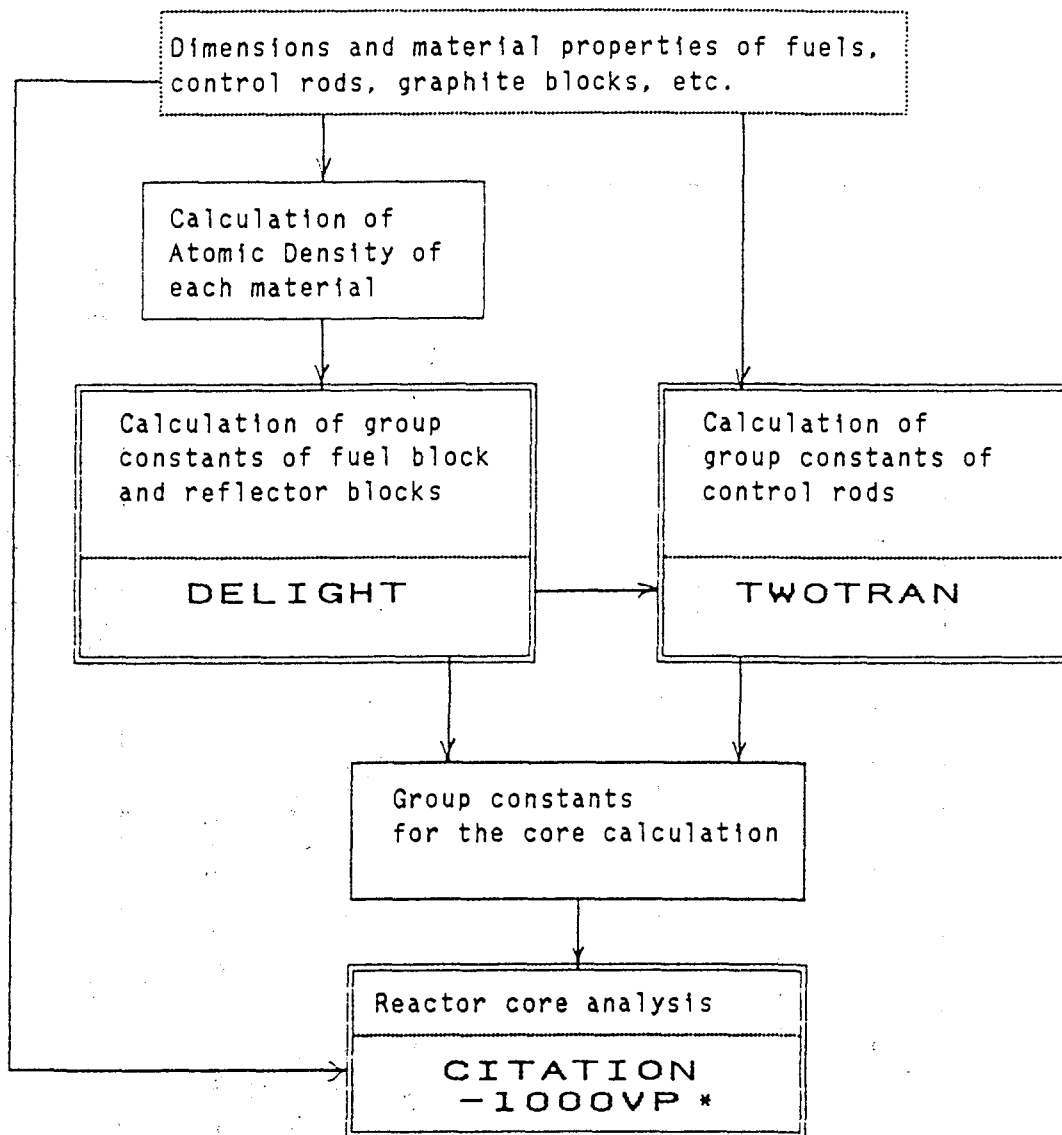 Dimensions and material properties of fuels,
control rods, graphite blocks, etc.
Calculation of
Atomic Density of
each material
Calculation of group
constants of fuel block
and reflector blocks
DELIGHT
Calculation of
group constants of
control rods
TWOTRAN
Group constants
for the core calculation
Reactor core analysis
CITATION
-1000VP *